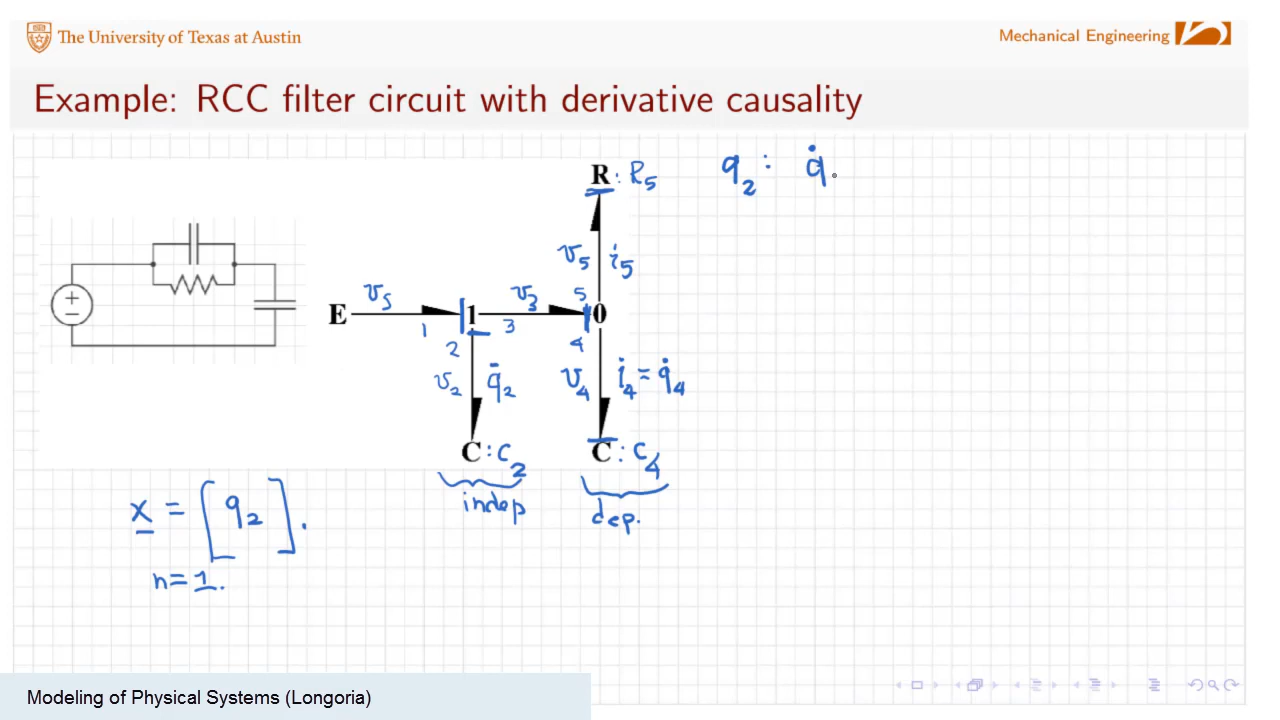 The University of Texas at Austin
Mechanical Engineering
Example: RCC filter circuit with derivative causality
R : R5
q2 : q̇
v5 i5
5
E vs 1 1 v3 3 0
2
4
v2 q̇2
v4 i4 = q̇4
C : C2
C : C4
indep
dep.
x = [ q2 ] .
n = 1.
Modeling of Physical Systems (Longoria)